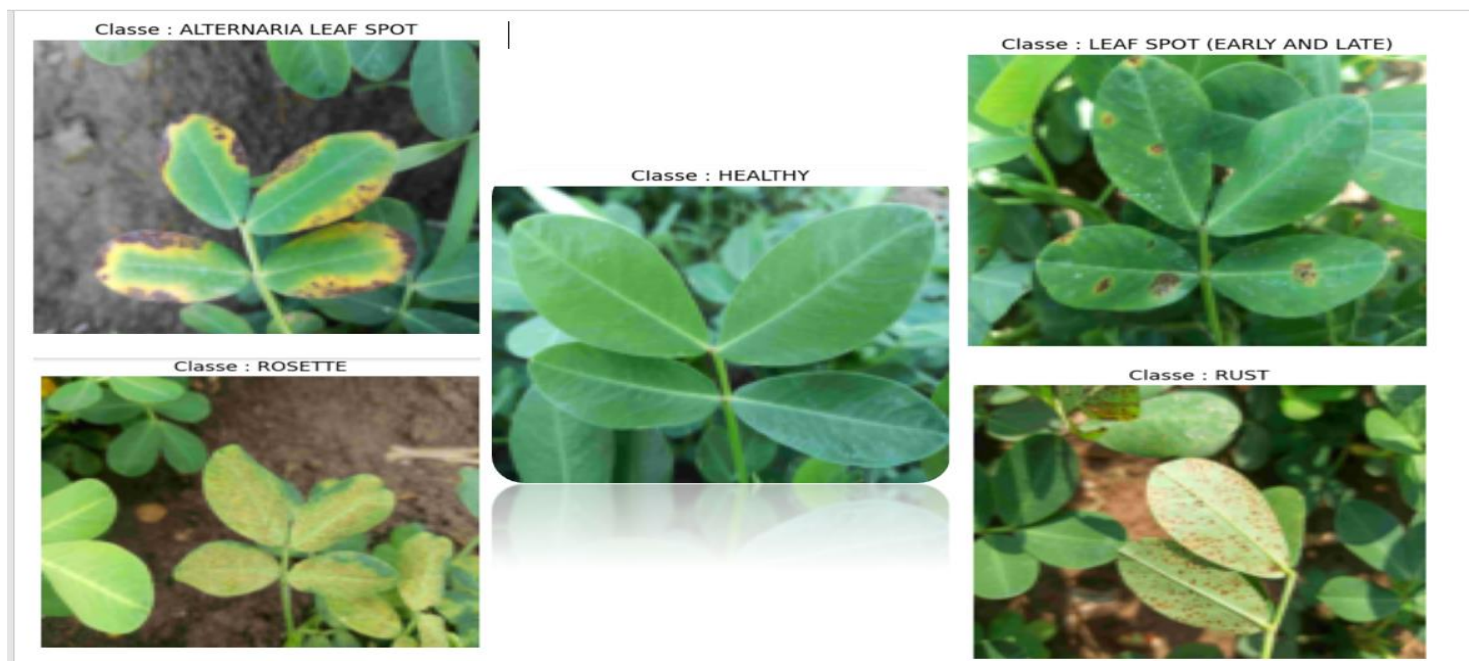 Classe : ALTERNARIA LEAF SPOT
Classe : LEAF SPOT (EARLY AND LATE)
Classe : HEALTHY
Classe : ROSETTE
Classe : RUST